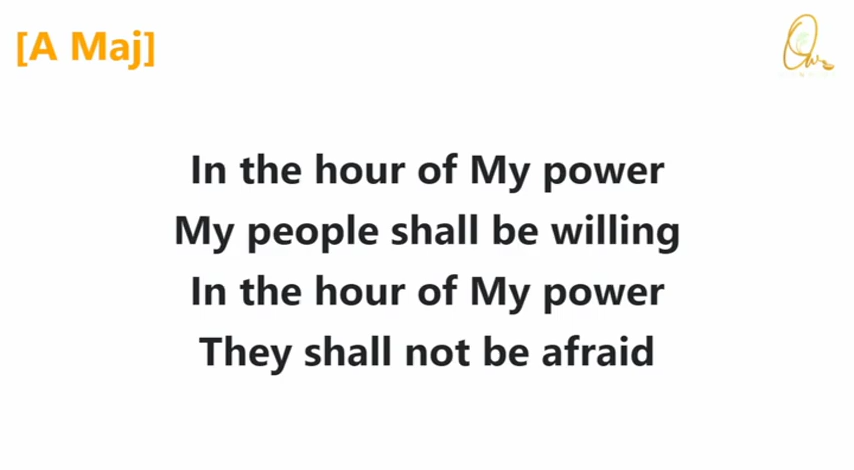 [A Maj]
In the hour of My power
My people shall be willing
In the hour of My power
They shall not be afraid